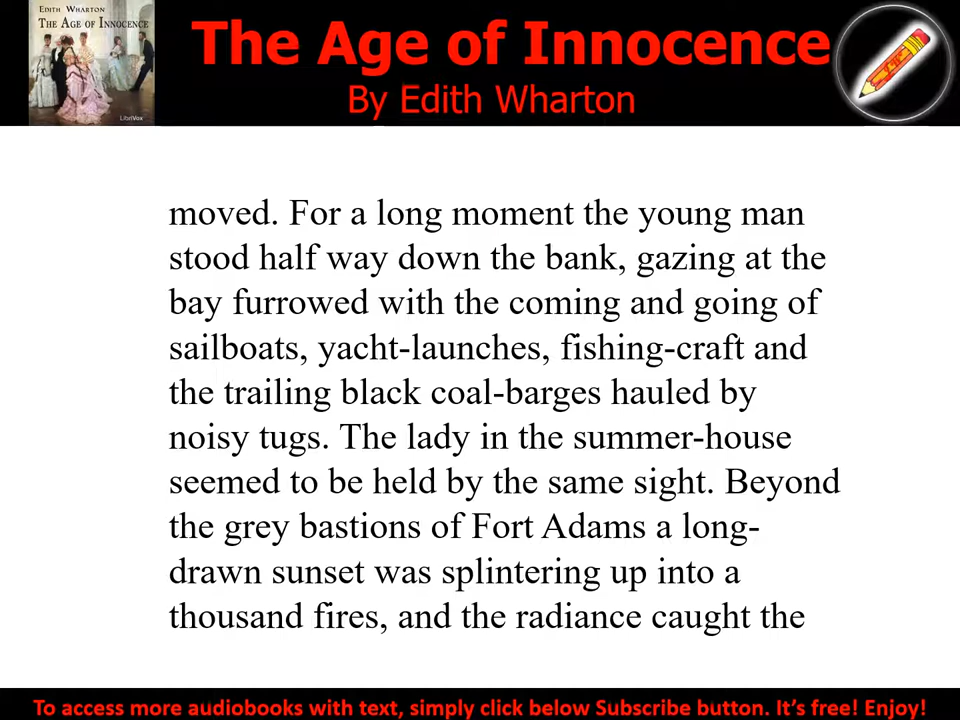 EDITH WHARTON
THE AGE OF INNOCENCE
LibriVox
The Age of Innocence
By Edith Wharton
moved. For a long moment the young man
stood half way down the bank, gazing at the
bay furrowed with the coming and going of
sailboats, yacht-launches, fishing-craft and
the trailing black coal-barges hauled by
noisy tugs. The lady in the summer-house
seemed to be held by the same sight. Beyond
the grey bastions of Fort Adams a long-
drawn sunset was splintering up into a
thousand fires, and the radiance caught the
To access more audiobooks with text, simply click below Subscribe button. It's free! Enjoy!